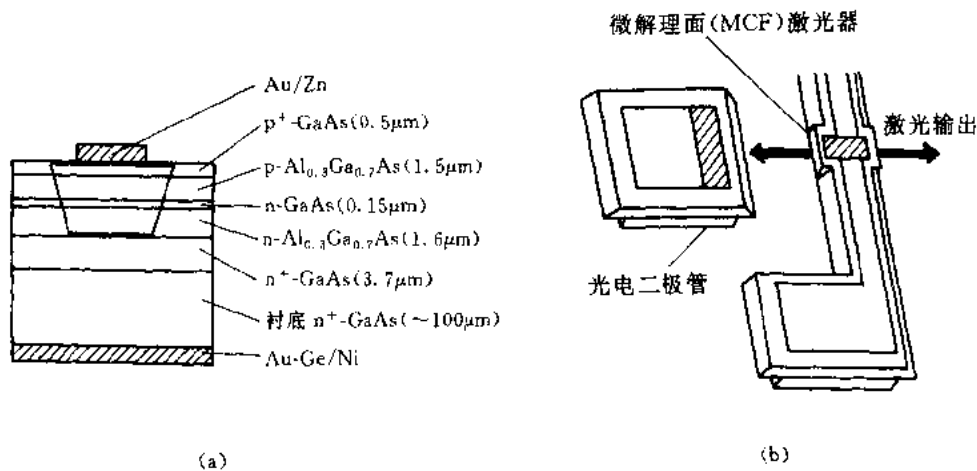 Au/Zn
p⁺-GaAs(0.5μm)
p-Al₀.₃Ga₀.₇As(1.5μm)
n-GaAs(0.15μm)
n-Al₀.₃Ga₀.₇As(1.6μm)
n⁺-GaAs(3.7μm)
衬底 n⁺-GaAs(~100μm)
Au-Ge/Ni
(a)
微解理面(MCF)激光器
激光输出
光电二极管
(b)